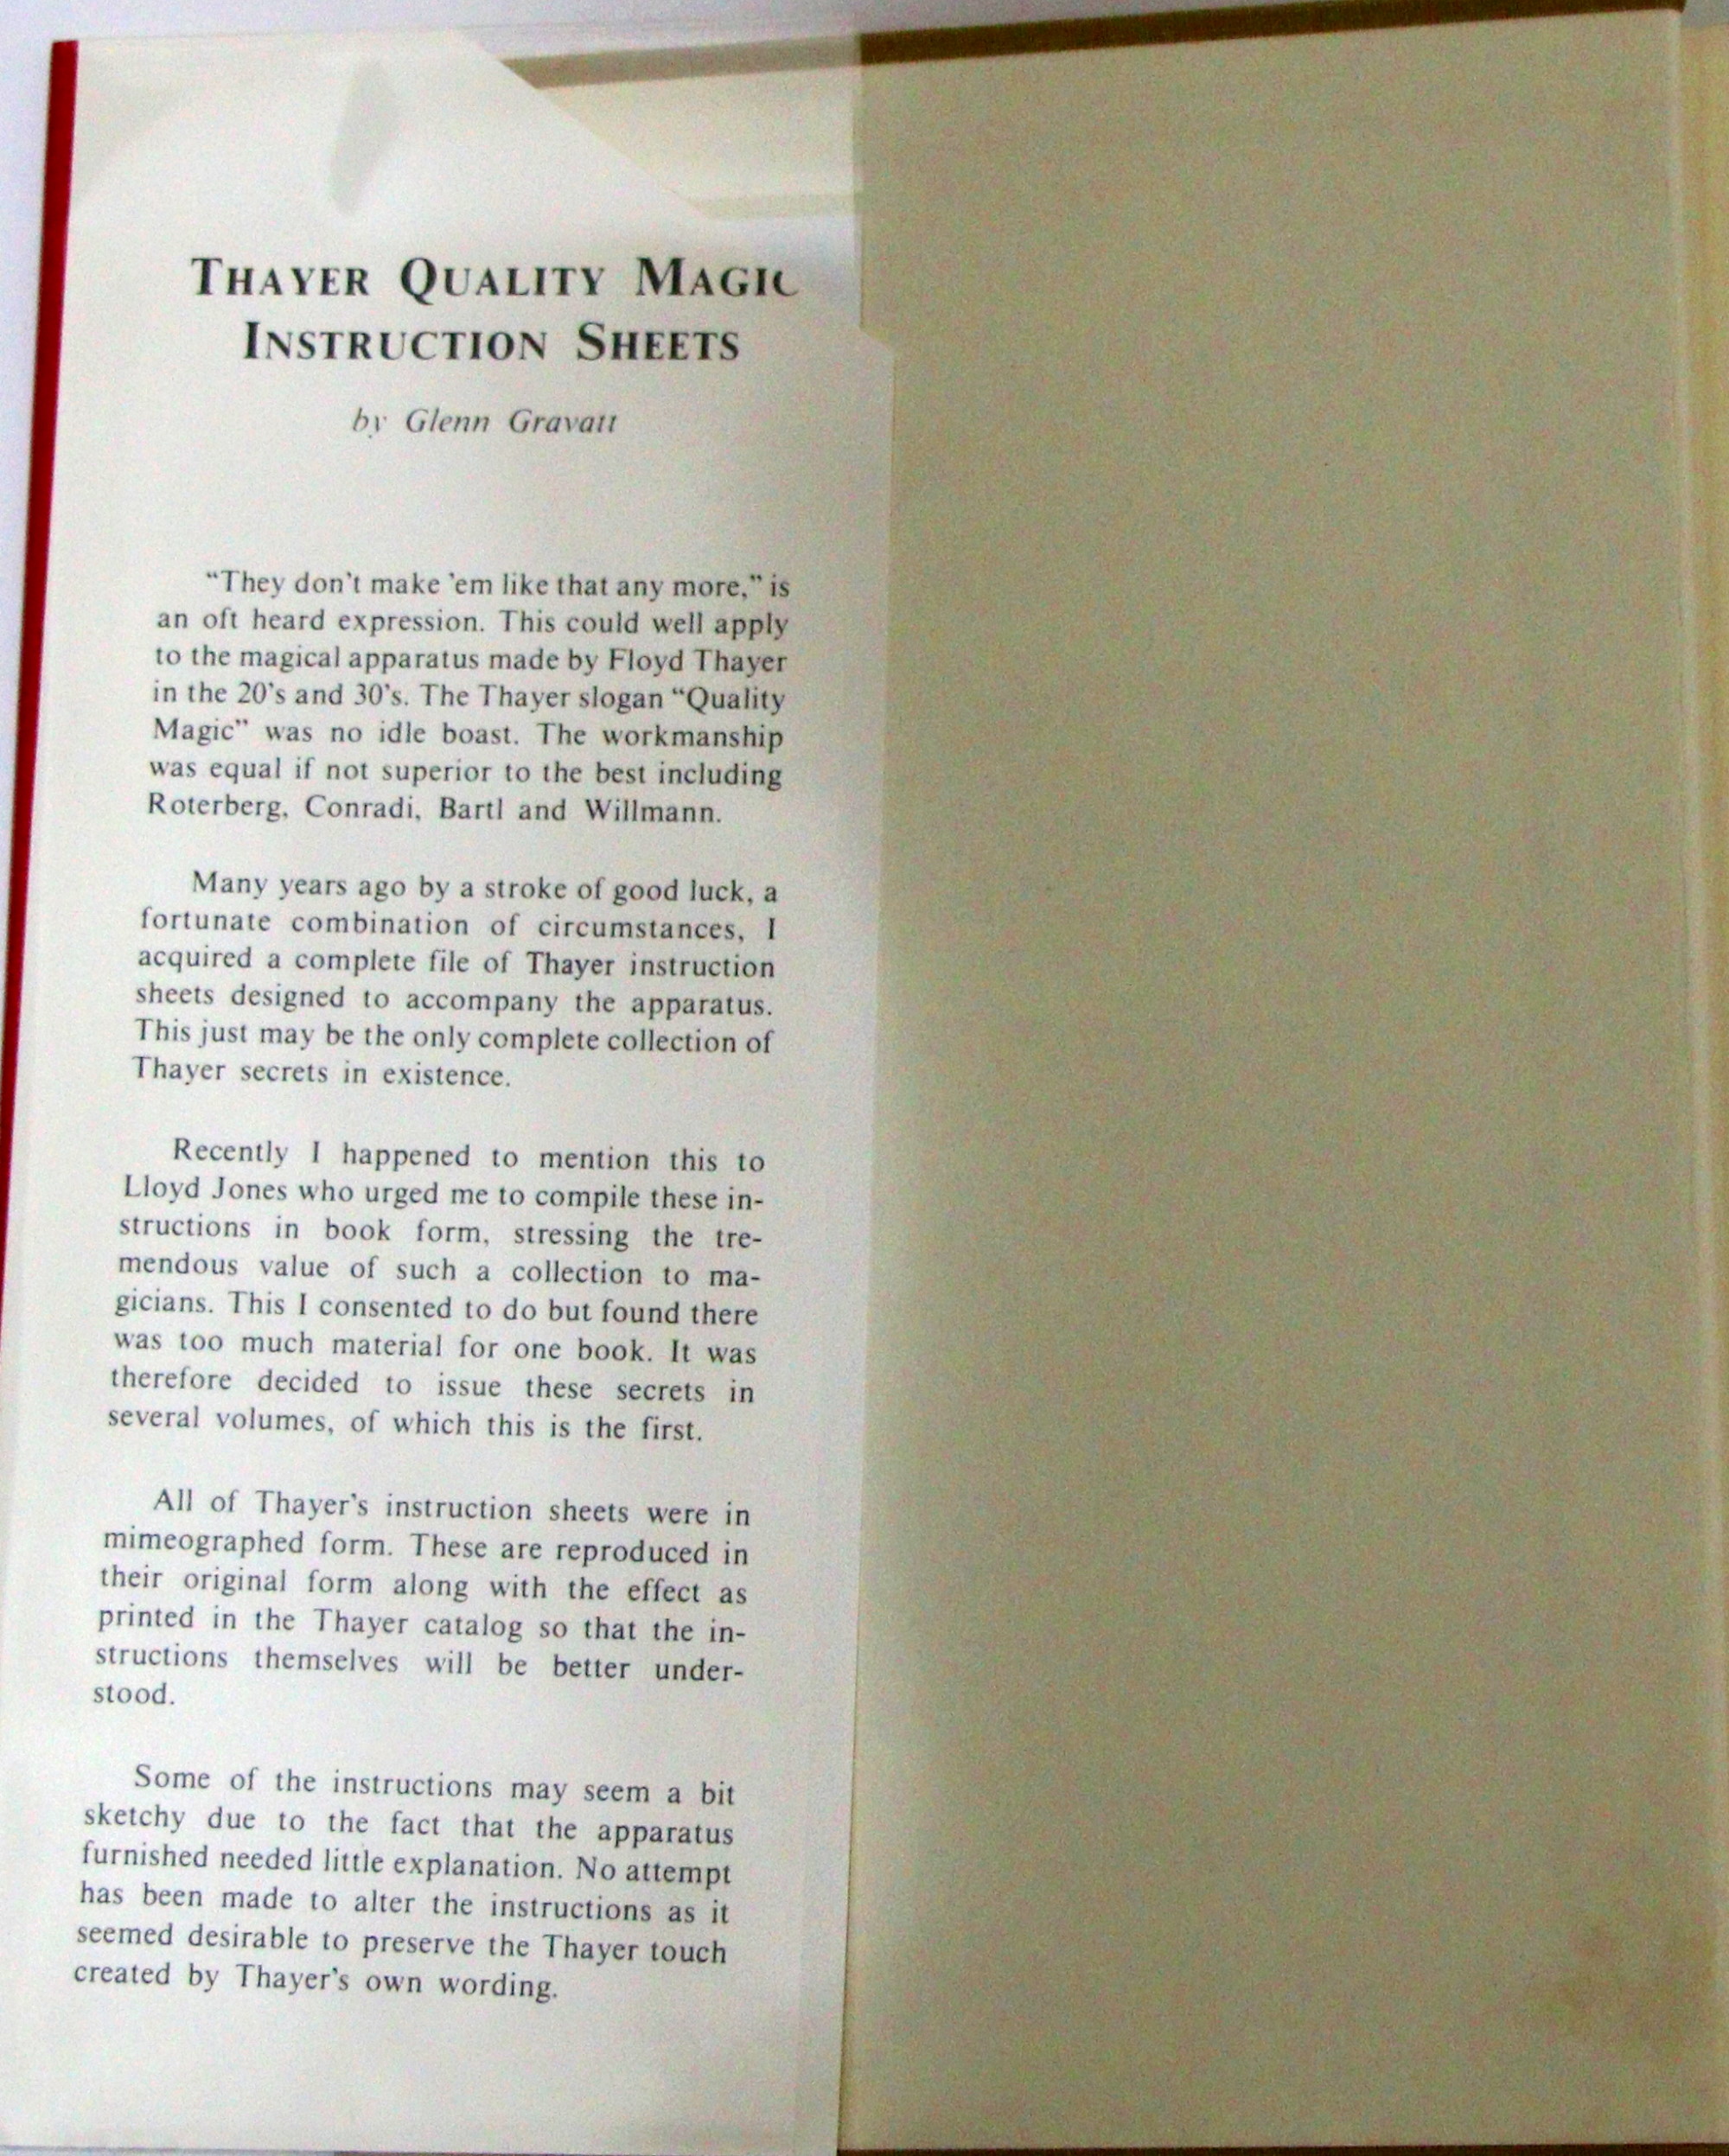 THAYER QUALITY MAGIC
INSTRUCTION SHEETS
by Glenn Gravatt
"They don't make 'em like that any more," is
an oft heard expression. This could well apply
to the magical apparatus made by Floyd Thayer
in the 20's and 30's. The Thayer slogan "Quality
Magic" was no idle boast. The workmanship
was equal if not superior to the best including
Roterberg, Conradi, Bartl and Willmann.
Many years ago by a stroke of good luck, a
fortunate combination of circumstances, I
acquired a complete file of Thayer instruction
sheets designed to accompany the apparatus.
This just may be the only complete collection of
Thayer secrets in existence.
Recently I happened to mention this to
Lloyd Jones who urged me to compile these in-
structions in book form, stressing the tre-
mendous value of such a collection to ma-
gicians. This I consented to do but found there
was too much material for one book. It was
therefore decided to issue these secrets in
several volumes, of which this is the first.
All of Thayer's instruction sheets were in
mimeographed form. These are reproduced in
their original form along with the effect as
printed in the Thayer catalog so that the in-
structions themselves will be better under-
stood.
Some of the instructions may seem a bit
sketchy due to the fact that the apparatus
furnished needed little explanation. No attempt
has been made to alter the instructions as it
seemed desirable to preserve the Thayer touch
created by Thayer's own wording.